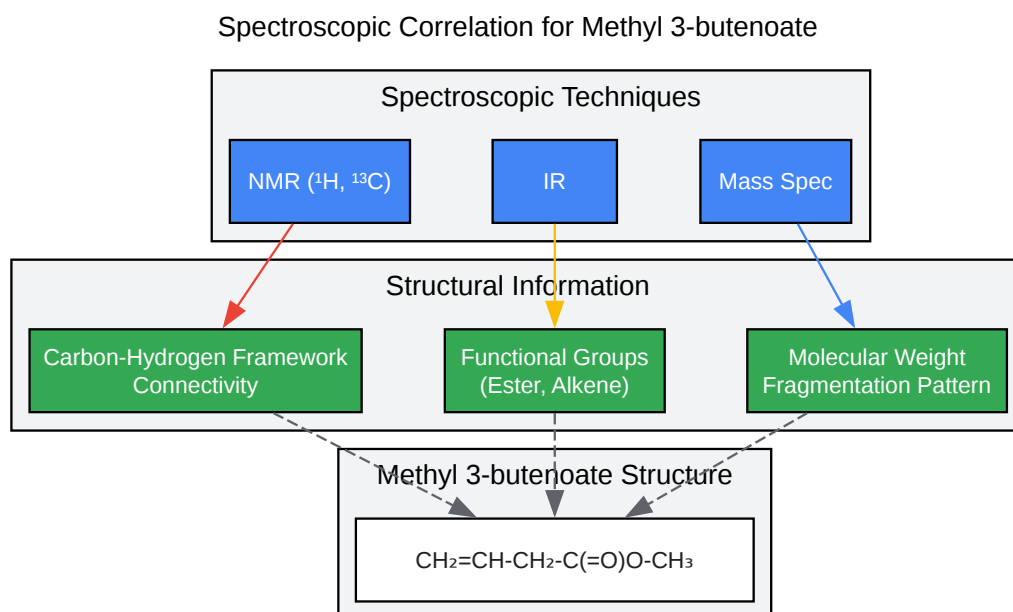 Spectroscopic Correlation for Methyl 3-butenoate
Spectroscopic Techniques
NMR (¹H, ¹³C)
IR
Mass Spec
Structural Information
Carbon-Hydrogen Framework
Connectivity
Functional Groups
(Ester, Alkene)
Molecular Weight
Fragmentation Pattern
Methyl 3-butenoate Structure
CH₂=CH-CH₂-C(=O)O-CH₃